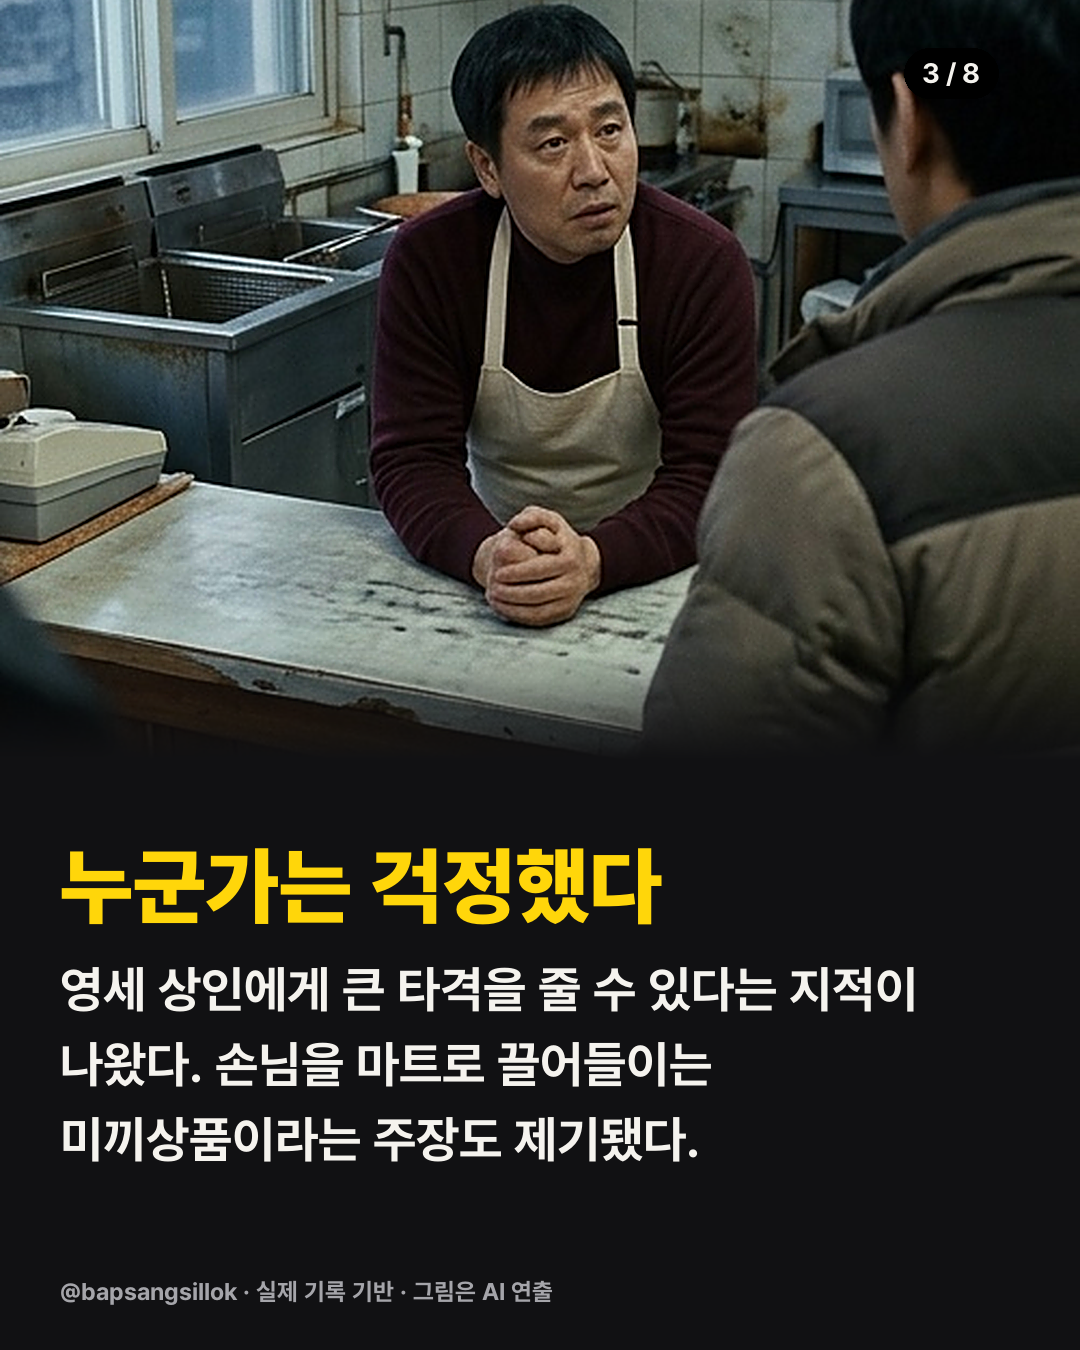 3 / 8
누군가는 걱정했다
영세 상인에게 큰 타격을 줄 수 있다는 지적이
나왔다. 손님을 마트로 끌어들이는
미끼상품이라는 주장도 제기됐다.
@bapsangsillok · 실제 기록 기반 · 그림은 AI 연출